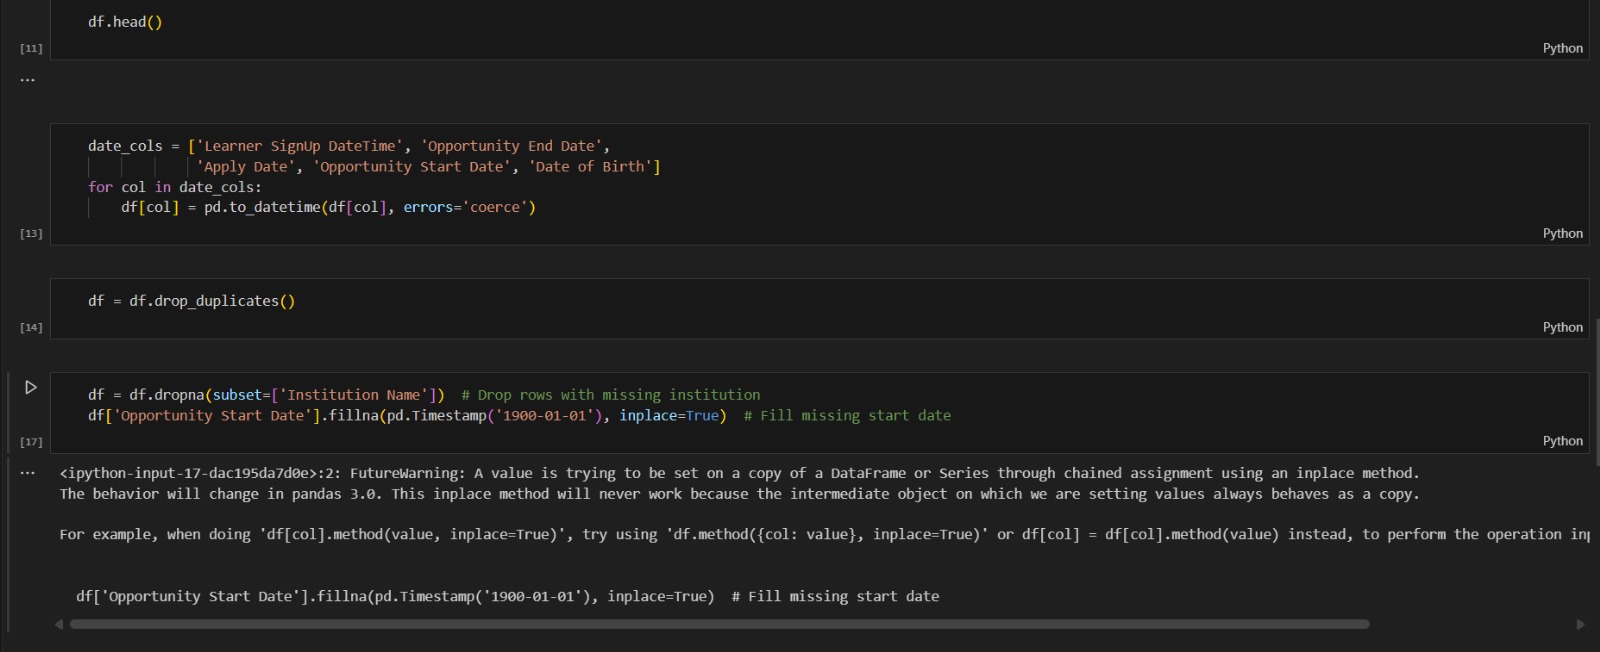 df.head()
[11]
Python
...
date_cols = ['Learner SignUp DateTime', 'Opportunity End Date',
'Apply Date', 'Opportunity Start Date', 'Date of Birth']
for col in date_cols:
df[col] = pd.to_datetime(df[col], errors='coerce')
[13]
Python
df = df.drop_duplicates()
[14]
Python
df = df.dropna(subset=['Institution Name'])  # Drop rows with missing institution
df['Opportunity Start Date'].fillna(pd.Timestamp('1900-01-01'), inplace=True)  # Fill missing start date
[17]
Python
...
<ipython-input-17-dac195da7d0e>:2: FutureWarning: A value is trying to be set on a copy of a DataFrame or Series through chained assignment using an inplace method.
The behavior will change in pandas 3.0. This inplace method will never work because the intermediate object on which we are setting values always behaves as a copy.
For example, when doing 'df[col].method(value, inplace=True)', try using 'df.method({col: value}, inplace=True)' or df[col] = df[col].method(value) instead, to perform the operation
df['Opportunity Start Date'].fillna(pd.Timestamp('1900-01-01'), inplace=True)  # Fill missing start date